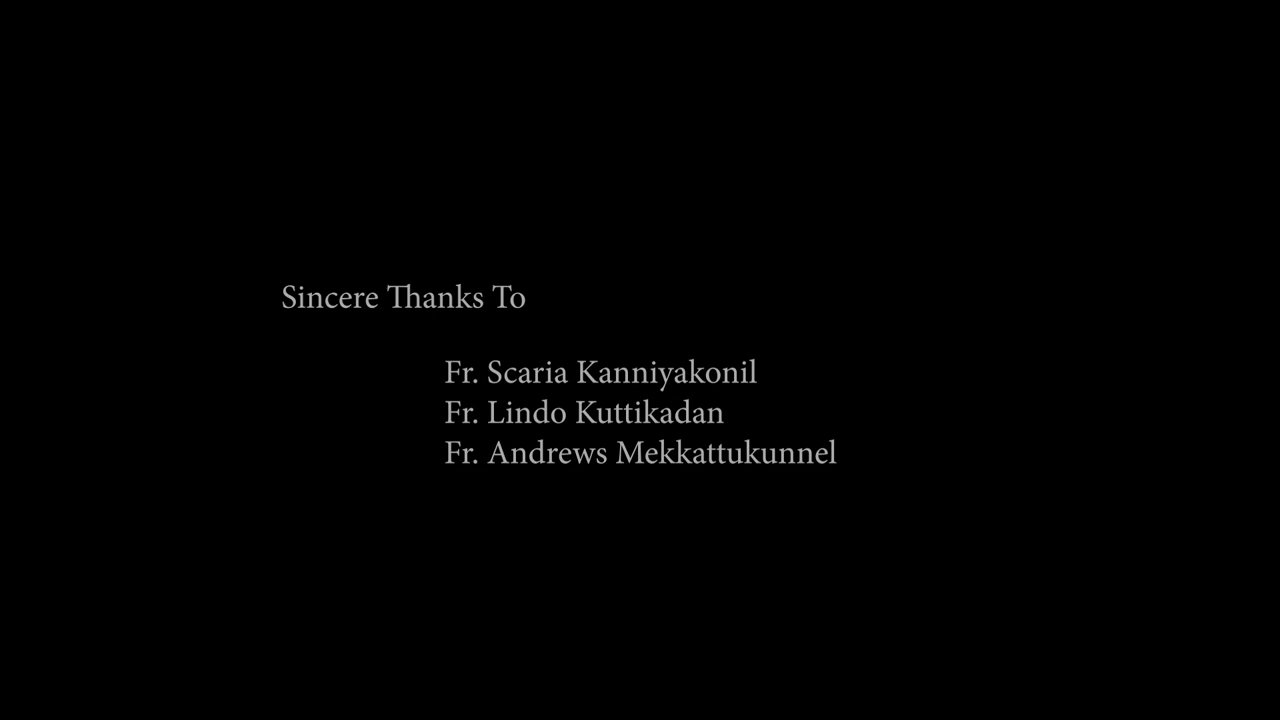 Sincere Thanks To
Fr. Scaria Kanniyakonil
Fr. Lindo Kuttikadan
Fr. Andrews Mekkattukunnel